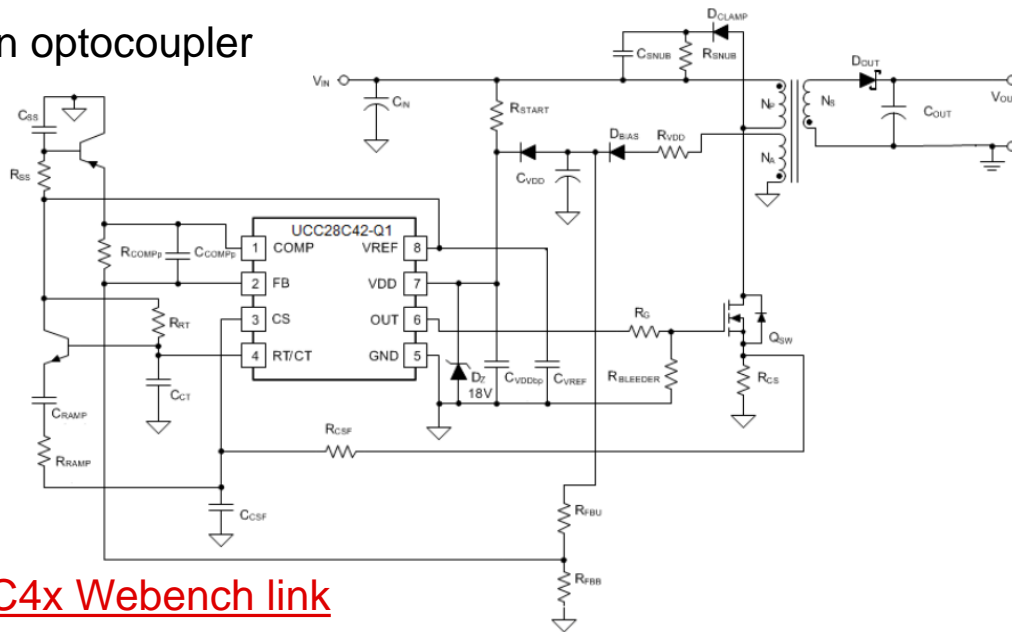 n optocoupler
DCLAMP
CSNUB
RSNUB
DOUT
VIN
CIN
RSTART
NP
NS
COUT
VOU
CSS
DBIAS
RVDD
NA
RSS
CVDD
UCC28C42-Q1
RCOMPp
CCOMPp
1 COMP VREF 8
2 FB VDD 7
3 CS OUT 6
4 RT/CT GND 5
RRT
RG
QSW
CCT
DZ
18V
CVDDbp
CVREF
RBLEEDER
RCS
CRAMP
RCSF
RRAMP
CCSF
RFBU
RFBB
C4x Webench link